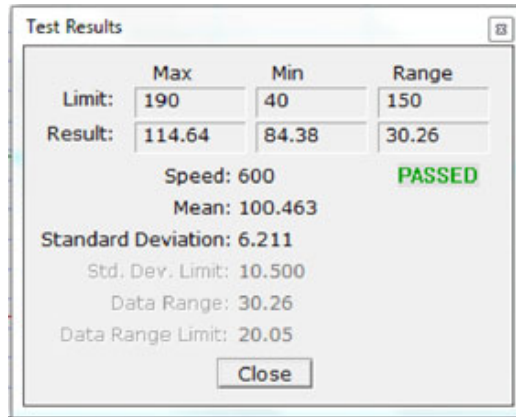 Test Results
Max Min Range
Limit: 190 40 150
Result: 114.64 84.38 30.26
Speed: 600 PASSED
Mean: 100.463
Standard Deviation: 6.211
Std. Dev. Limit: 10.500
Data Range: 30.26
Data Range Limit: 20.05
Close